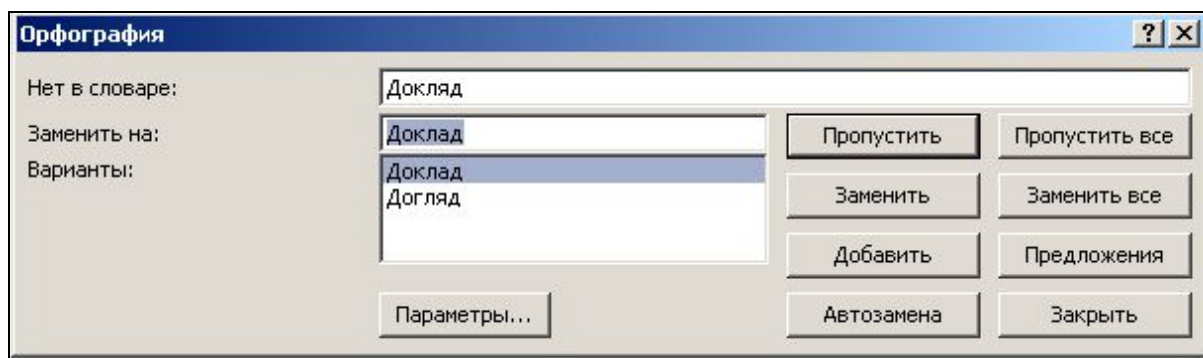 Орфография
Нет в словаре: Докляд
Заменить на: Доклад Пропустить Пропустить все
Варианты: Доклад
Догляд Заменить Заменить все
Добавить Предложения
Параметры... Автозамена Закрыть